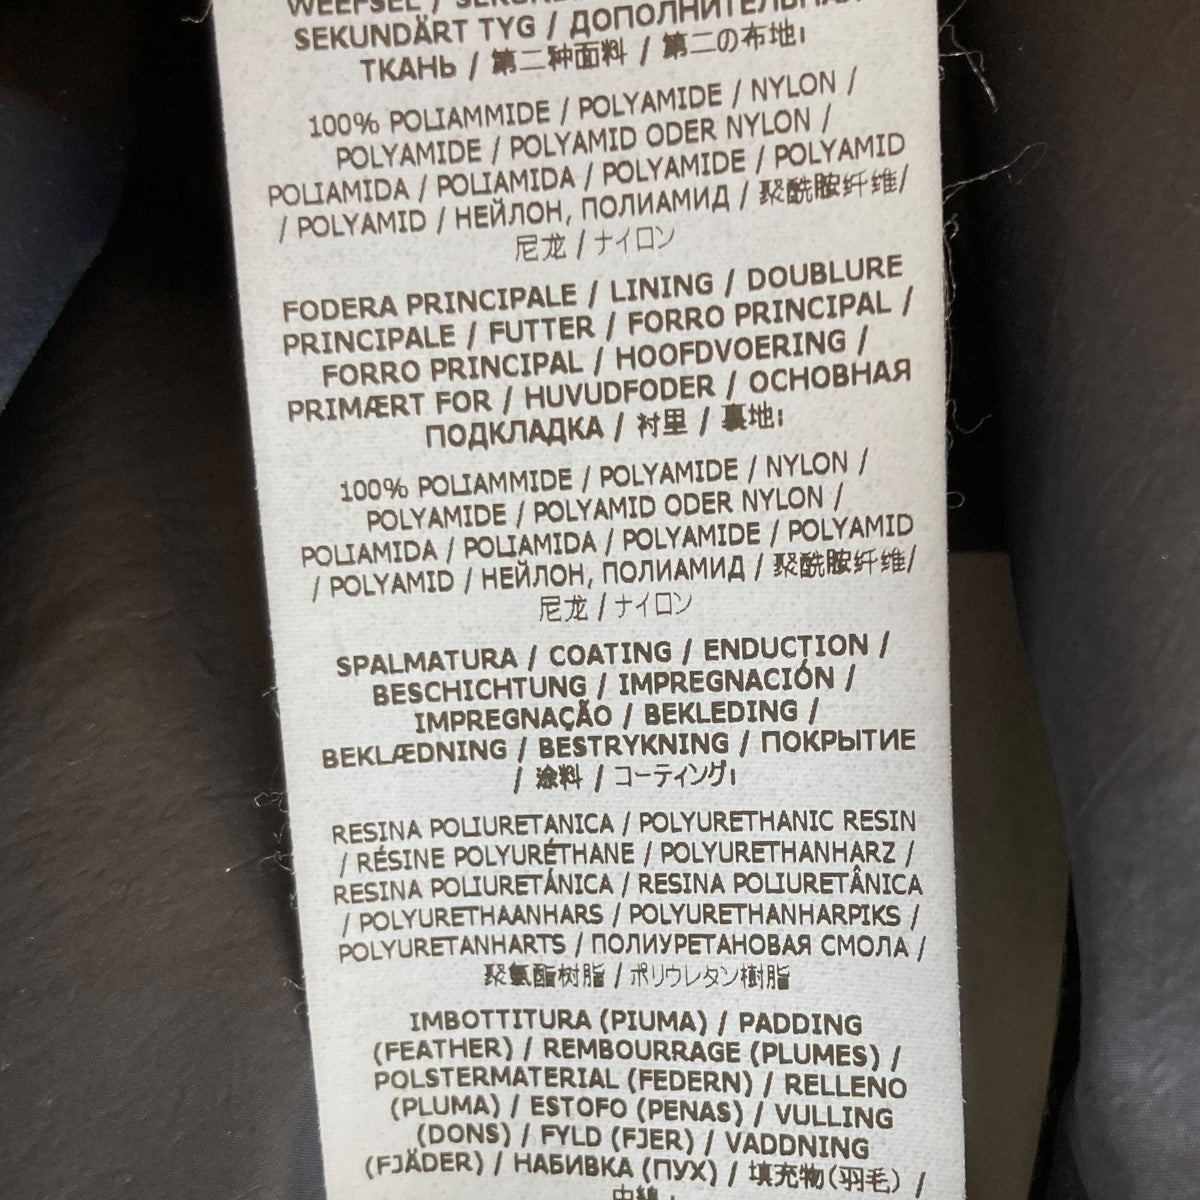 WEEFSEL /
SEKUNDÄRT TYG / ДОПОЛНИТЕЛЬНАЯ
ТКАНЬ / 第二种面料 / 第二の布地:
100% POLIAMMIDE / POLYAMIDE / NYLON /
POLYAMIDE / POLYAMID ODER NYLON /
POLIAMIDA / POLIAMIDA / POLYAMIDE / POLYAMID
/ POLYAMID / НЕЙЛОН, ПОЛИАМИД / 聚酰胺纤维/
尼龙 / ナイロン
FODERA PRINCIPALE / LINING / DOUBLURE
PRINCIPALE / FUTTER / FORRO PRINCIPAL /
FORRO PRINCIPAL / HOOFDVOERING /
PRIMÆRT FOR / HUVUDFODER / ОСНОВНАЯ
ПОДКЛАДКА / 衬里 / 裏地:
100% POLIAMMIDE / POLYAMIDE / NYLON /
POLYAMIDE / POLYAMID ODER NYLON /
POLIAMIDA / POLIAMIDA / POLYAMIDE / POLYAMID
/ POLYAMID / НЕЙЛОН, ПОЛИАМИД / 聚酰胺纤维/
尼龙 / ナイロン
SPALMATURA / COATING / ENDUCTION /
BESCHICHTUNG / IMPREGNACIÓN /
IMPREGNAÇÃO / BEKLEDING /
BEKLÆDNING / BESTRYKNING / ПОКРЫТИЕ
/ 涂料 / コーティング:
RESINA POLIURETANICA / POLYURETHANIC RESIN
/ RÉSINE POLYURÉTHANE / POLYURETHANHARZ /
RESINA POLIURETÁNICA / RESINA POLIURETÂNICA
/ POLYURETHAANHARS / POLYURETHANHARPIKS /
POLYURETANHARTS / ПОЛИУРЕТАНОВАЯ СМОЛА /
聚氨酯树脂 / ポリウレタン樹脂
IMBOTTITURA (PIUMA) / PADDING
(FEATHER) / REMBOURRAGE (PLUMES) /
POLSTERMATERIAL (FEDERN) / RELLENO
(PLUMA) / ESTOFO (PENAS) / VULLING
(DONS) / FYLD (FJER) / VADDNING
(FJÄDER) / НАБИВКА (ПУХ) / 填充物(羽毛) /
中綿: